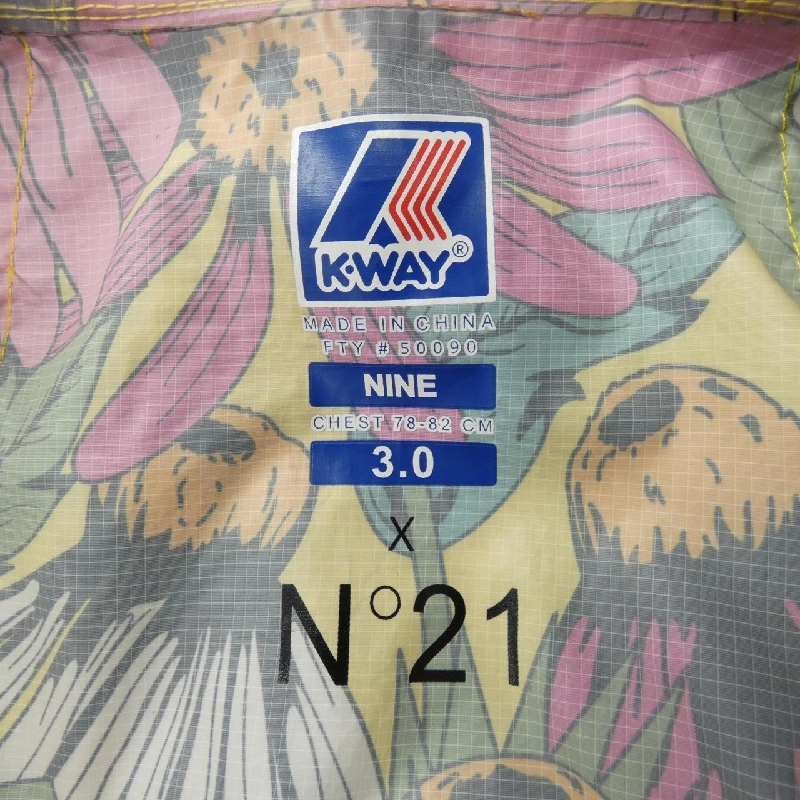 K·WAY®
MADE IN CHINA
FTY # 50090
NINE
CHEST 78-82 CM
3.0
X
N°21